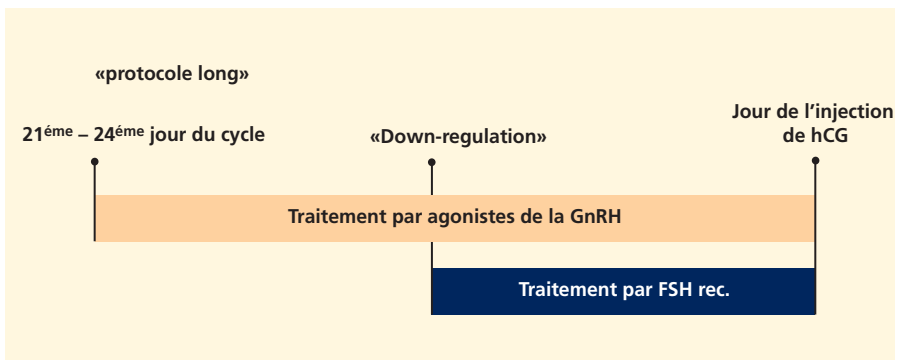 «protocole long»
21éme – 24éme jour du cycle
«Down-regulation»
Jour de l’injection
de hCG
Traitement par agonistes de la GnRH
Traitement par FSH rec.